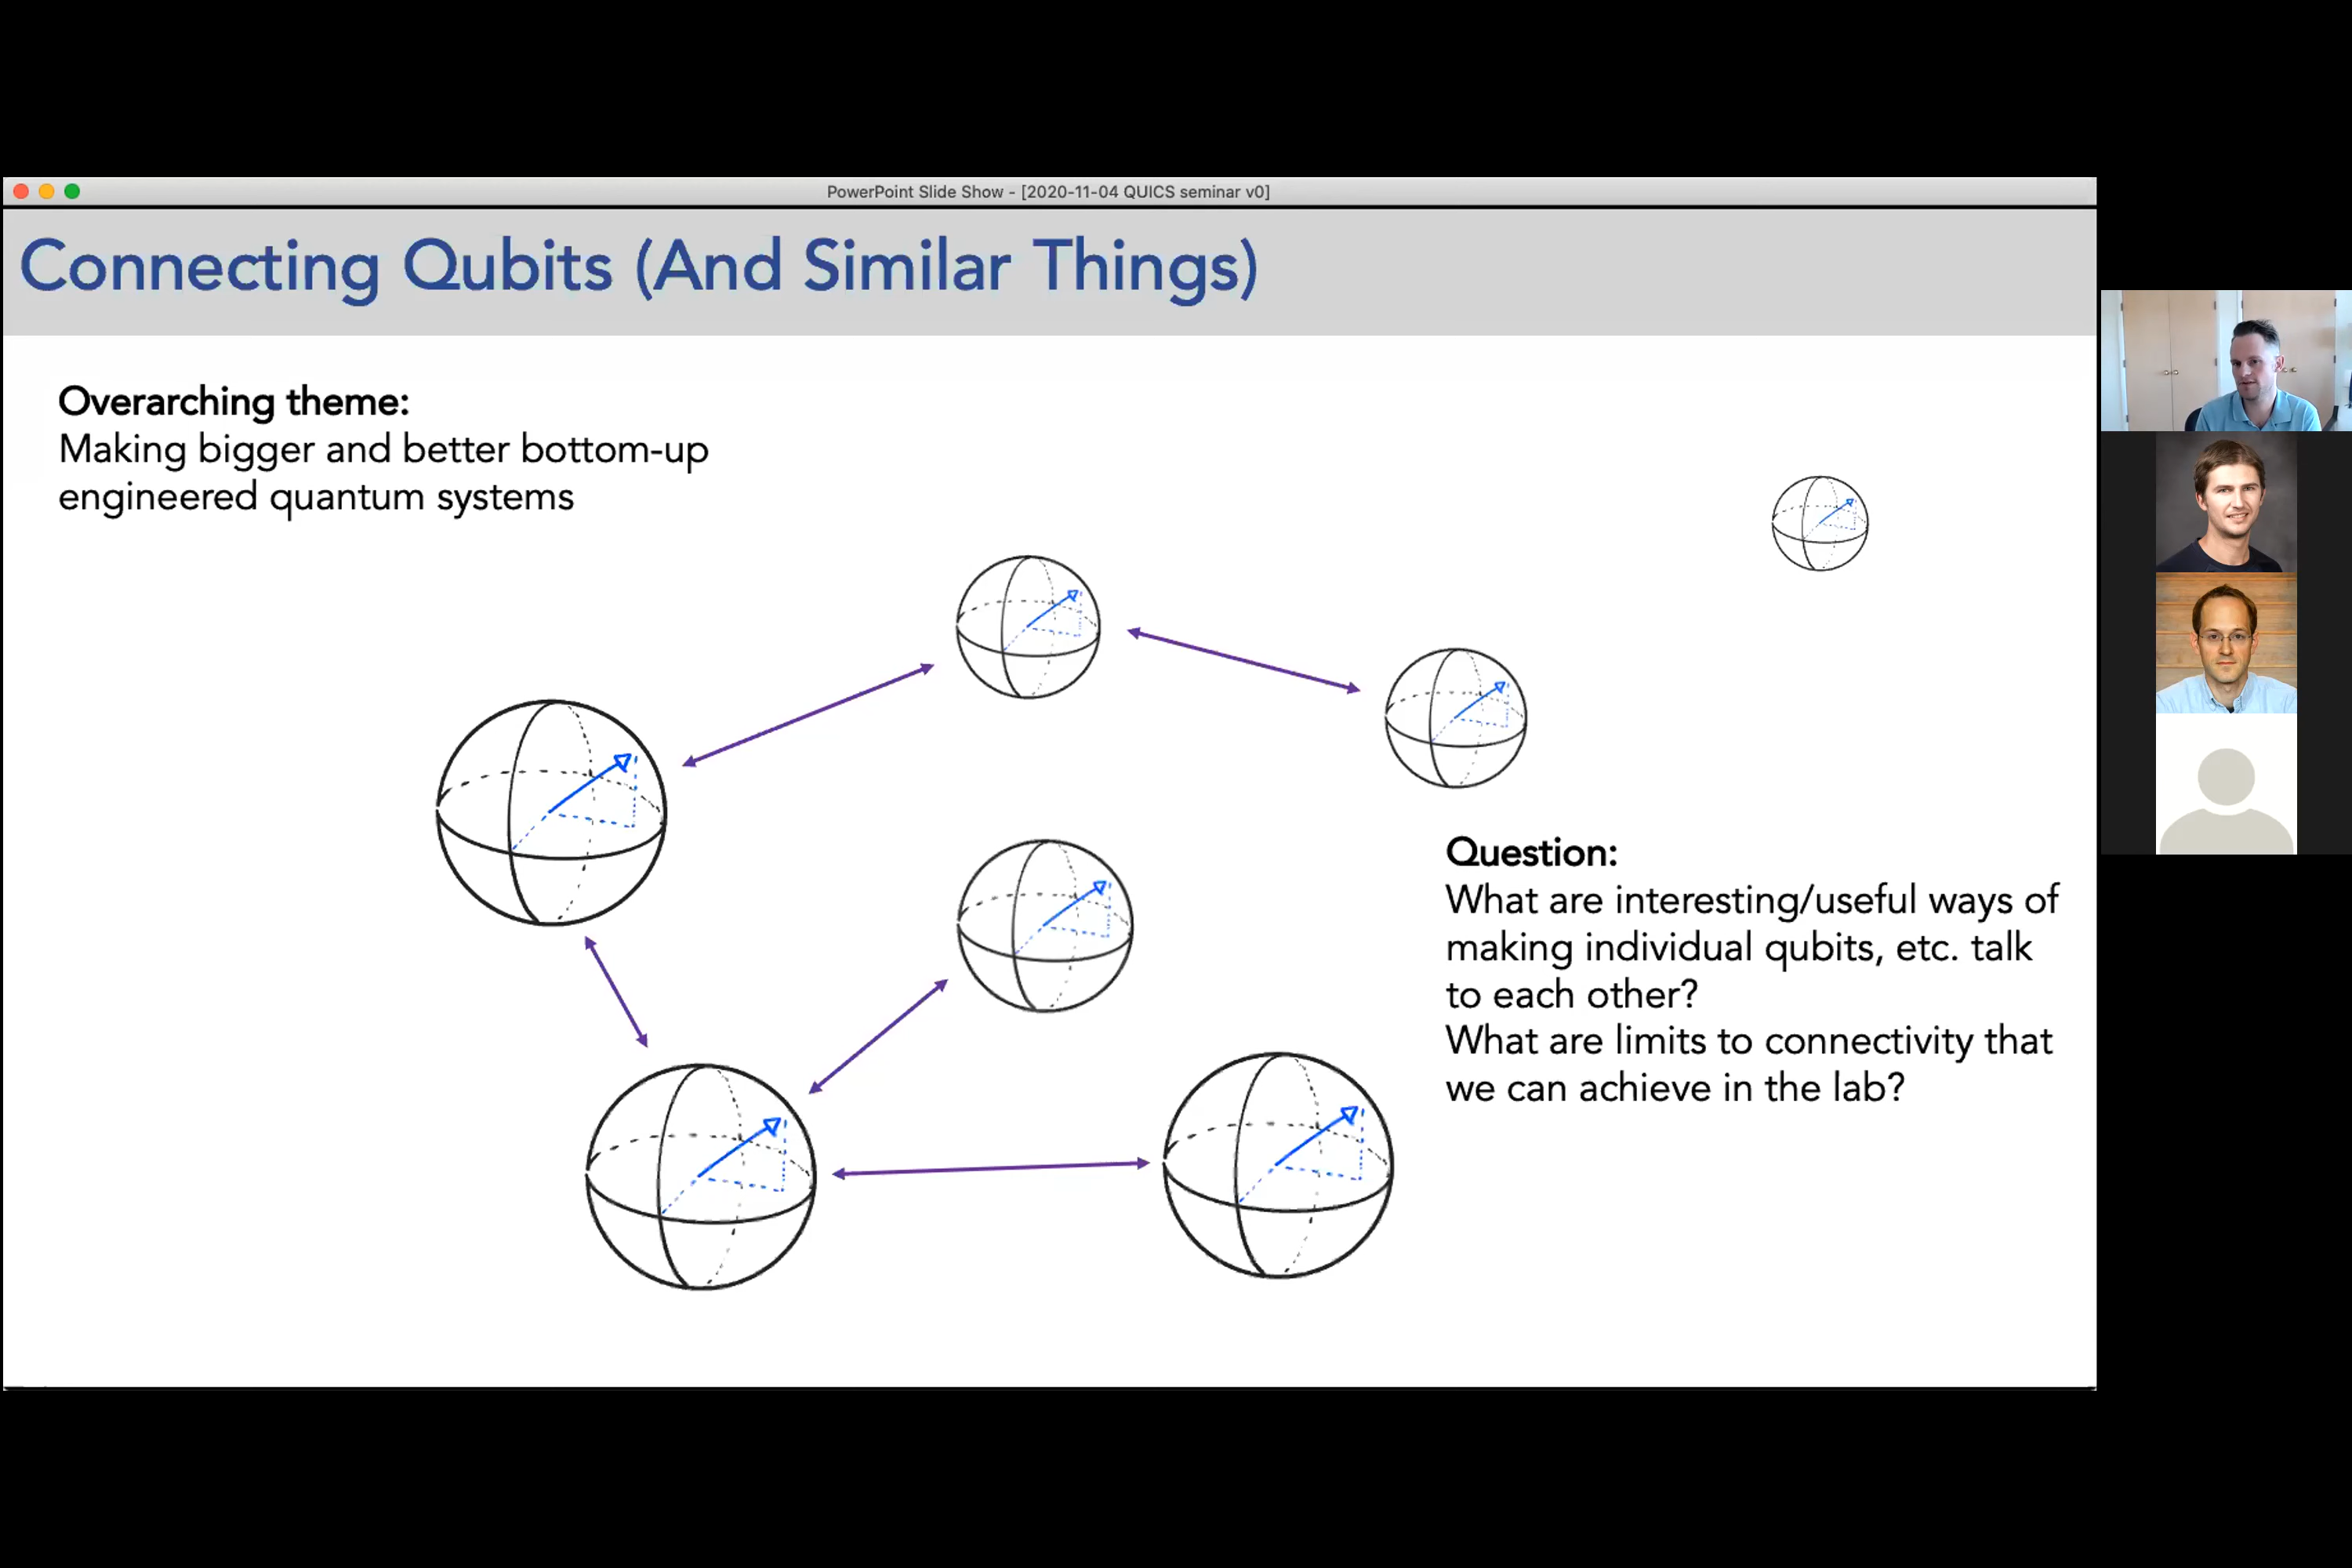 PowerPoint Slide Show - [2020-11-04 QUICS seminar v0]
Connecting Qubits (And Similar Things)
Overarching theme:
Making bigger and better bottom-up
engineered quantum systems
Question:
What are interesting/useful ways of
making individual qubits, etc. talk
to each other?
What are limits to connectivity that
we can achieve in the lab?